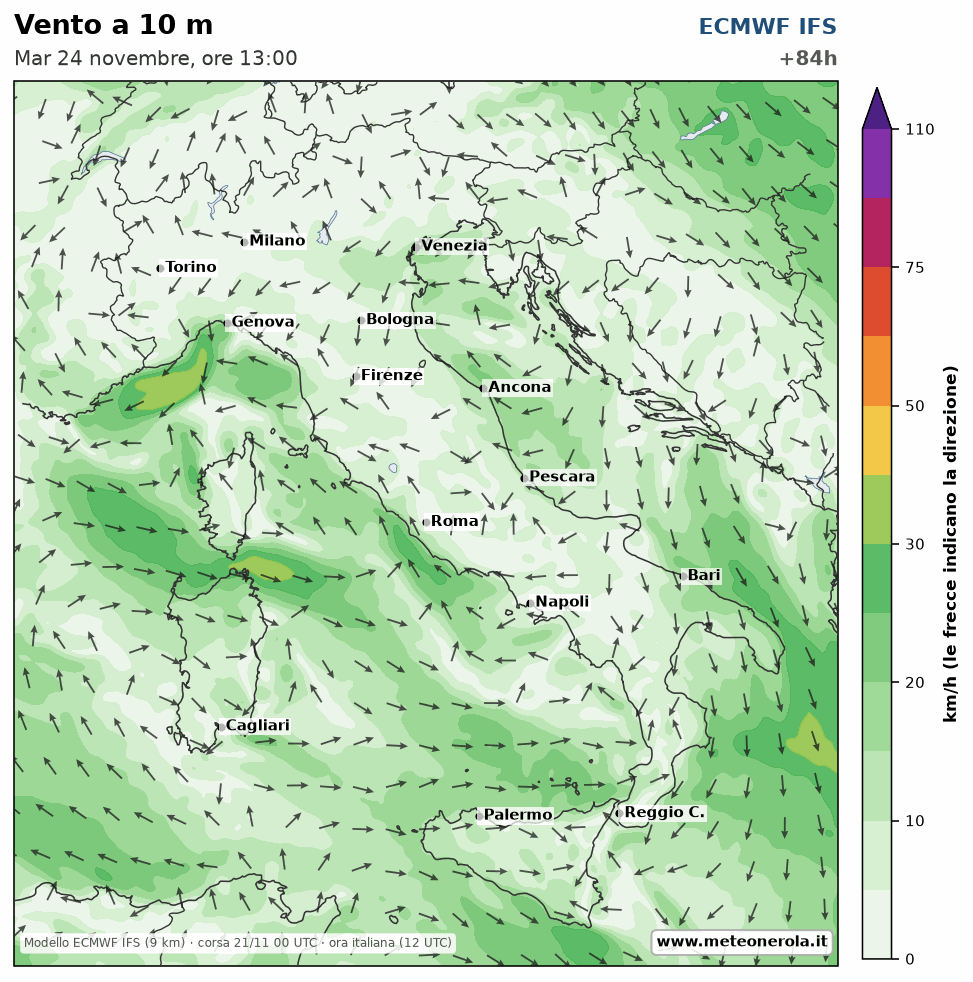 Vento a 10 m
ECMWF IFS
Mar 24 novembre, ore 13:00
+84h
110
75
50
30
20
10
0
km/h (le frecce indicano la direzione)
Milano
Venezia
Torino
Genova
Bologna
Firenze
Ancona
Pescara
Roma
Bari
Napoli
Cagliari
Palermo
Reggio C.
Modello ECMWF IFS (9 km) · corsa 21/11 00 UTC · ora italiana (12 UTC)
www.meteonerola.it